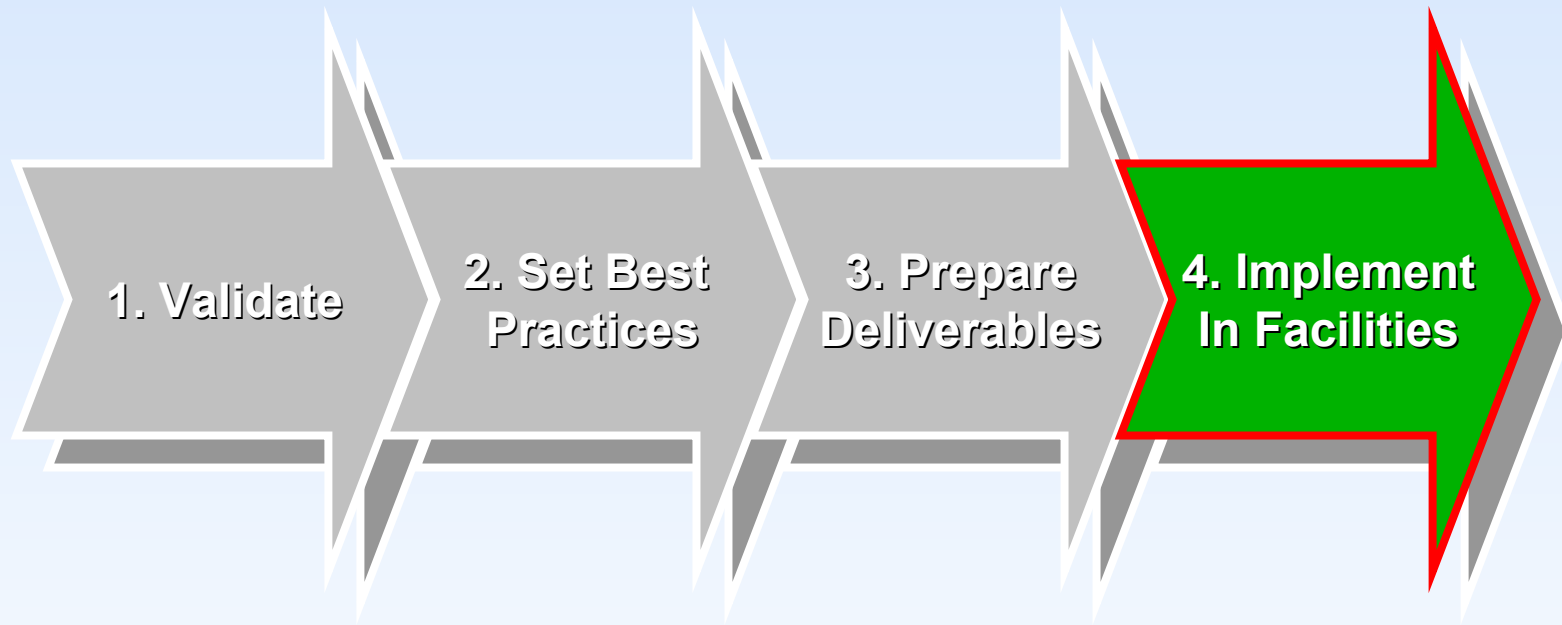 1. Validate
2. Set Best
Practices
3. Prepare
Deliverables
4. Implement
In Facilities